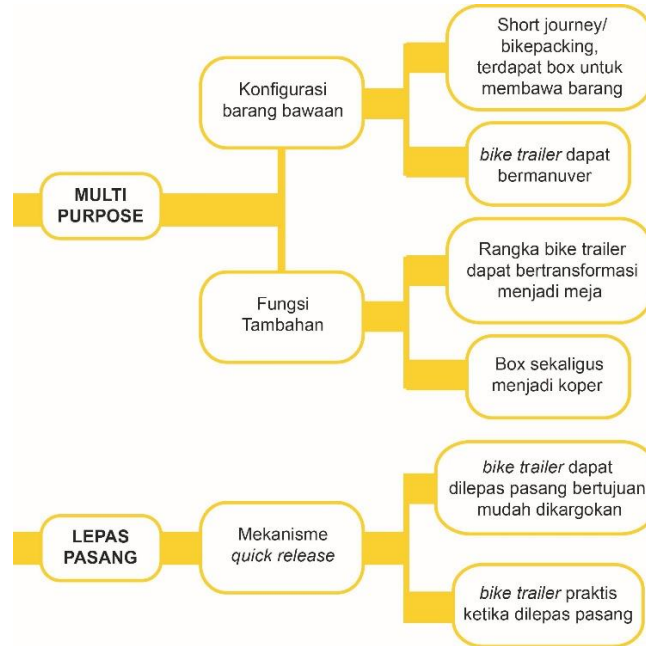 MULTI
PURPOSE
Konfigurasi
barang bawaan
Short journey/
bikepacking,
terdapat box untuk
membawa barang
bike trailer dapat
bermanuver
Fungsi
Tambahan
Rangka bike trailer
dapat bertransformasi
menjadi meja
Box sekaligus
menjadi koper
LEPAS
PASANG
Mekanisme
quick release
bike trailer dapat
dilepas pasang bertujuan
mudah dikargokan
bike trailer praktis
ketika dilepas pasang